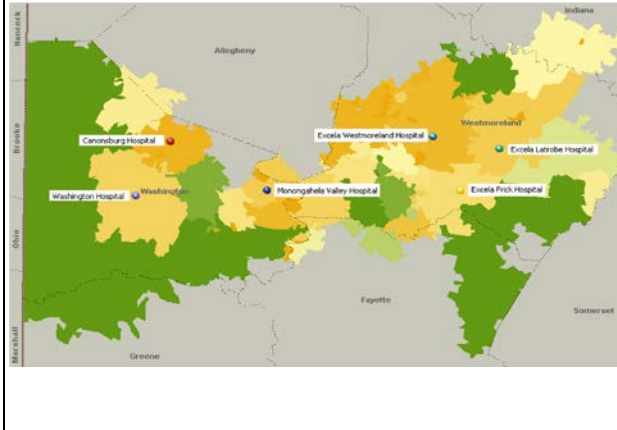 Indiana
Hancock
Allegheny
Brooke
Westmoreland
Excela Westmoreland Hospital
Canonsburg Hospital
Excela Latrobe Hospital
Washington
Washington Hospital
Monongahela Valley Hospital
Excela Frick Hospital
Ohio
Fayette
Somerset
Marshall
Greene